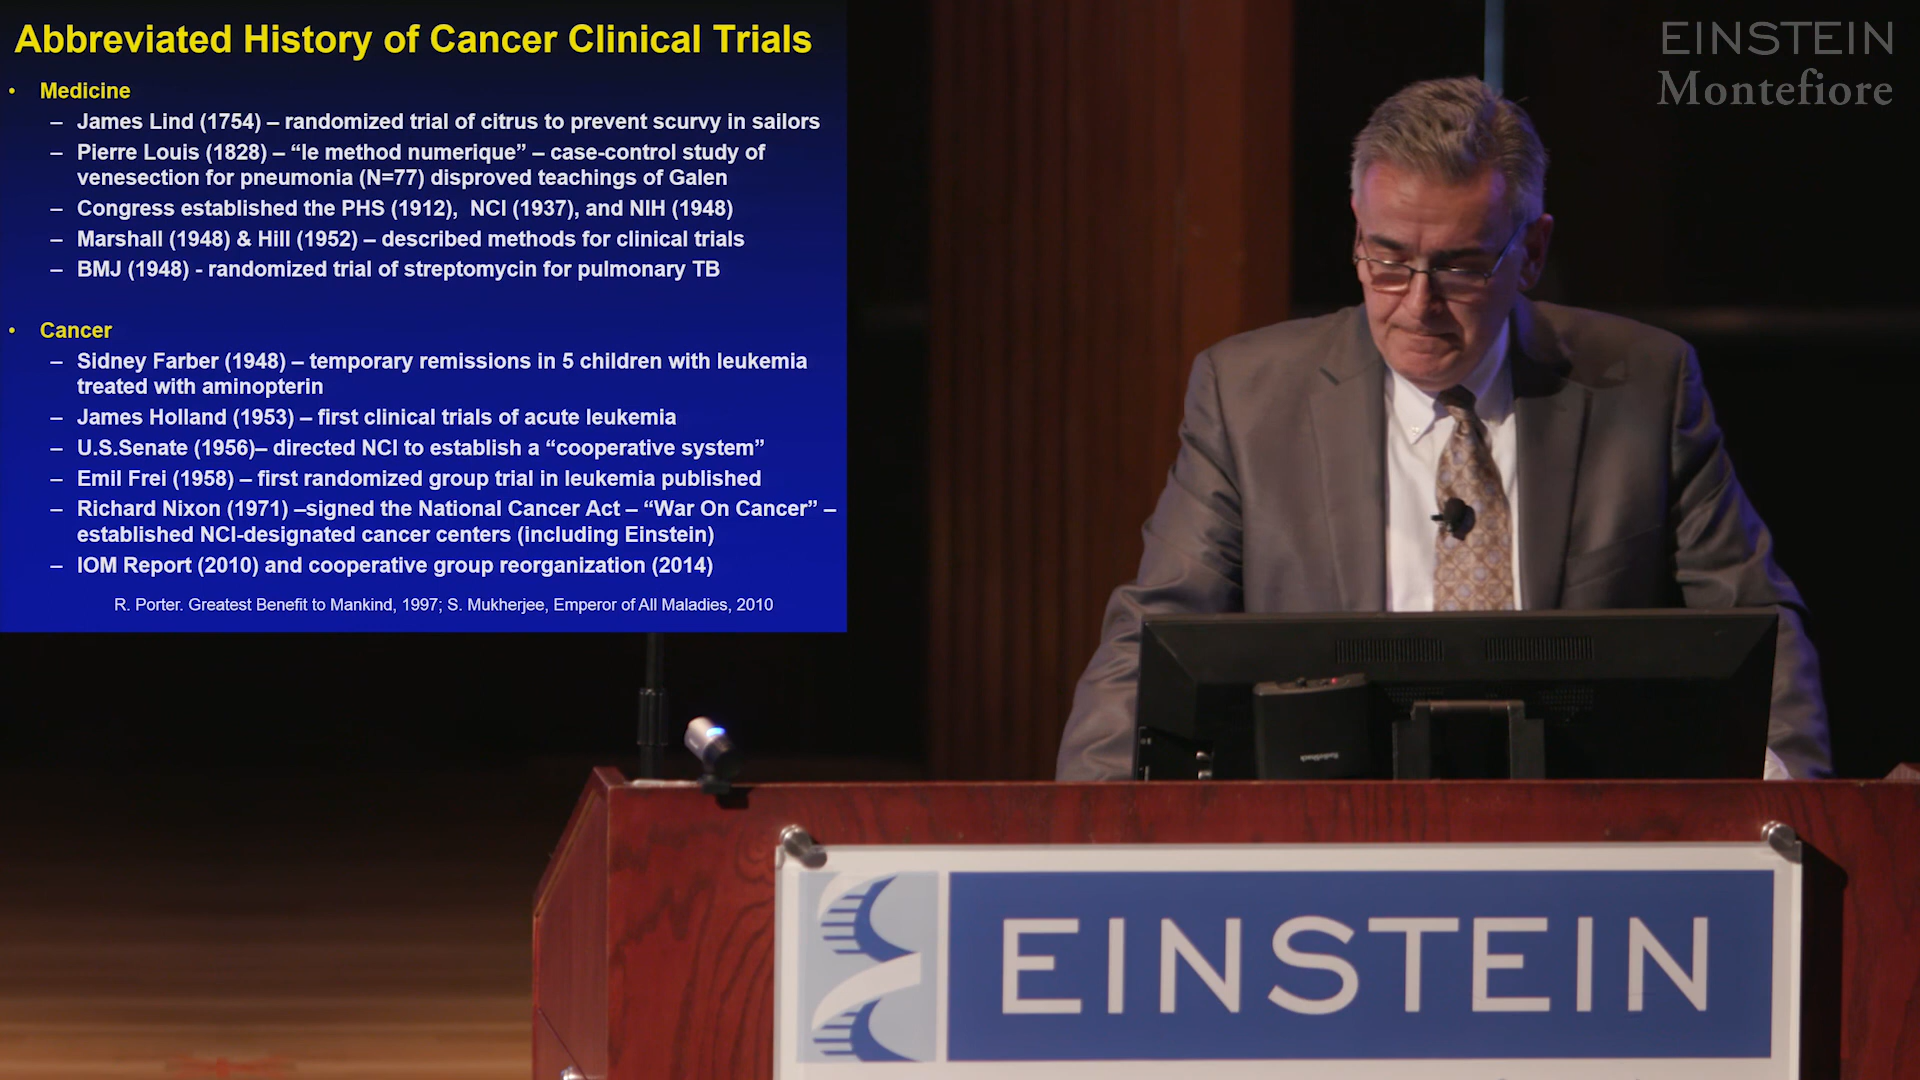 Abbreviated History of Cancer Clinical Trials
• Medicine
– James Lind (1754) – randomized trial of citrus to prevent scurvy in sailors
– Pierre Louis (1828) – “le method numerique” – case-control study of
venesection for pneumonia (N=77) disproved teachings of Galen
– Congress established the PHS (1912),  NCI (1937), and NIH (1948)
– Marshall (1948) & Hill (1952) – described methods for clinical trials
– BMJ (1948) - randomized trial of streptomycin for pulmonary TB
• Cancer
– Sidney Farber (1948) – temporary remissions in 5 children with leukemia
treated with aminopterin
– James Holland (1953) – first clinical trials of acute leukemia
– U.S.Senate (1956)– directed NCI to establish a “cooperative system”
– Emil Frei (1958) – first randomized group trial in leukemia published
– Richard Nixon (1971) –signed the National Cancer Act – “War On Cancer” –
established NCI-designated cancer centers (including Einstein)
– IOM Report (2010) and cooperative group reorganization (2014)
R. Porter. Greatest Benefit to Mankind, 1997; S. Mukherjee, Emperor of All Maladies, 2010
EINSTEIN
Montefiore
EINSTEIN